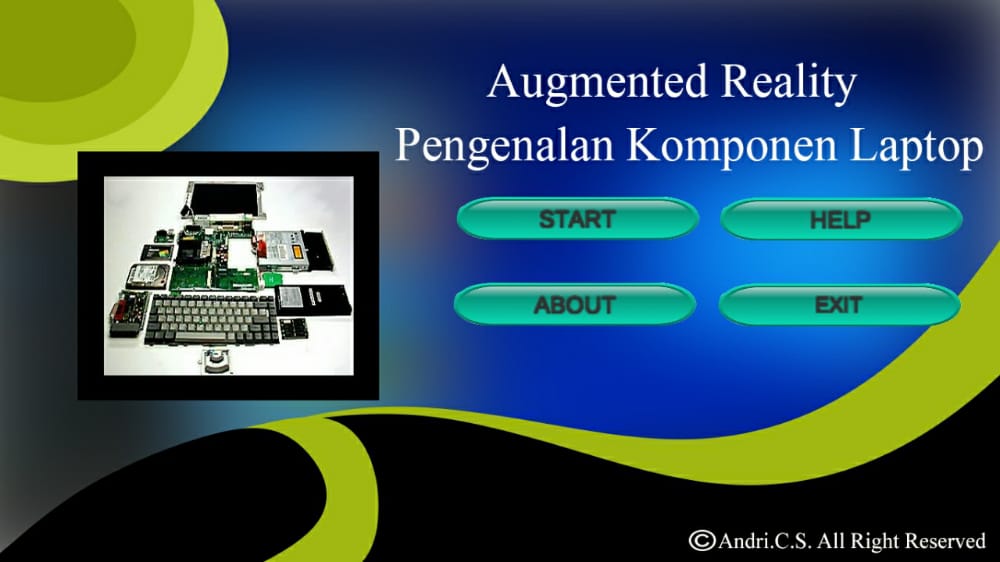 Augmented Reality
Pengenalan Komponen Laptop
START
HELP
ABOUT
EXIT
©Andri.C.S. All Right Reserved